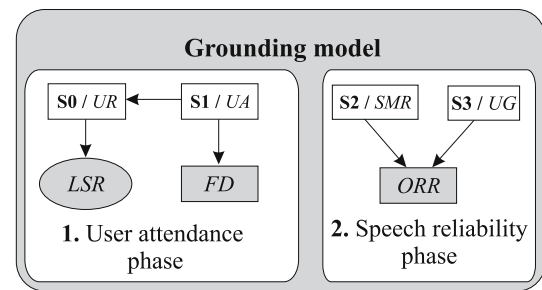 Grounding model
S0 / UR
S1 / UA
LSR
FD
1. User attendance
phase
S2 / SMR
S3 / UG
ORR
2. Speech reliability
phase